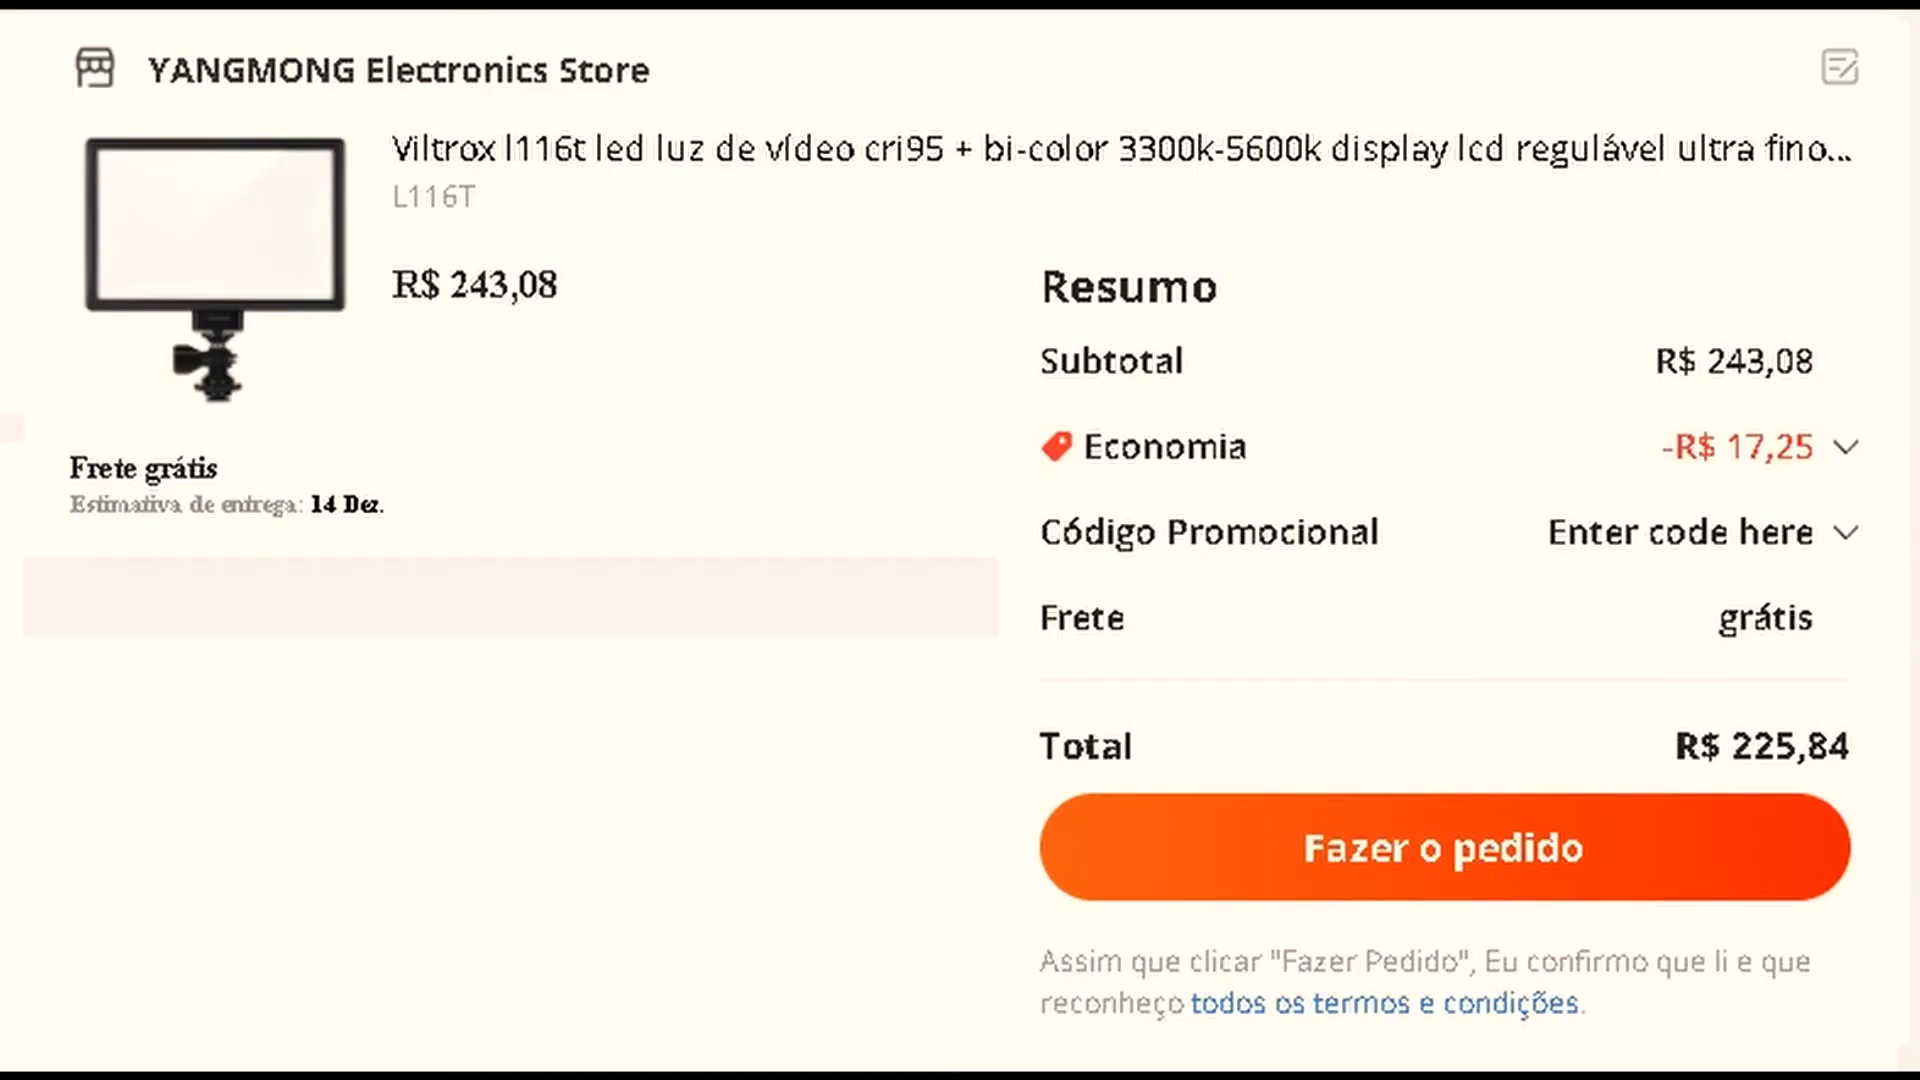 YANGMONG Electronics Store
Viltrox l116t led luz de vídeo cri95 + bi-color 3300k-5600k display lcd regulável ultra fino...
L116T
R$ 243,08
Frete grátis
Estimativa de entrega: 14 Dez.
Resumo
Subtotal R$ 243,08
Economia -R$ 17,25
Código Promocional Enter code here
Frete grátis
Total R$ 225,84
Fazer o pedido
Assim que clicar "Fazer Pedido", Eu confirmo que li e que
reconheço todos os termos e condições.